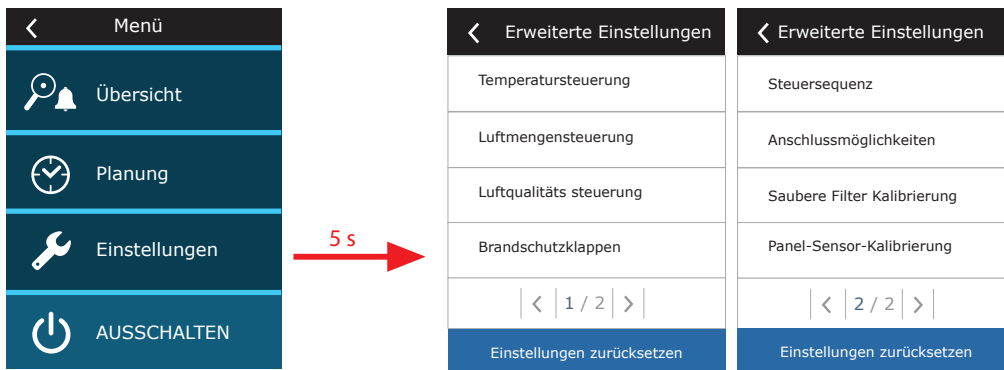 Menü
Übersicht
Planung
Einstellungen
AUSSCHALTEN
5 s
Erweiterte Einstellungen
Temperatursteuerung
Luftmengensteuerung
Luftqualitäts steuerung
Brandschutzklappen
1 / 2
Einstellungen zurücksetzen
Erweiterte Einstellungen
Steuersequenz
Anschlussmöglichkeiten
Saubere Filter Kalibrierung
Panel-Sensor-Kalibrierung
2 / 2
Einstellungen zurücksetzen